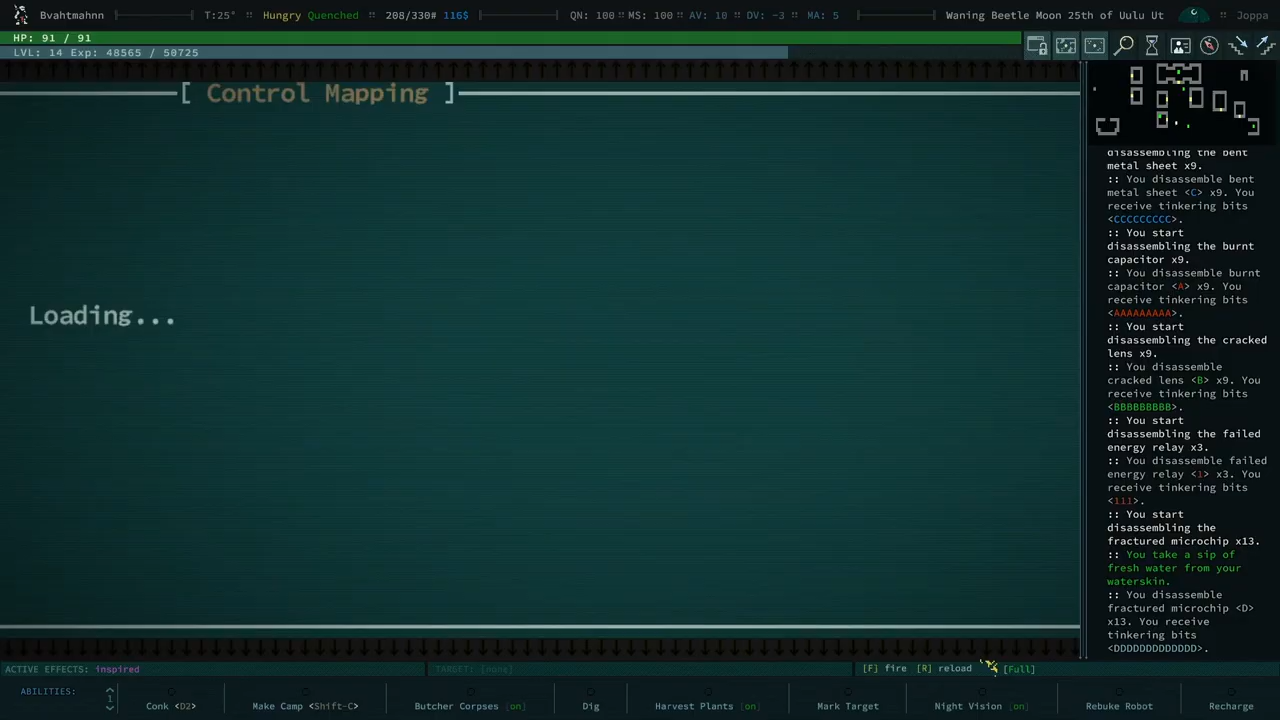 Bvahtmahnn T:25° :: Hungry Quenched :: 208/330# 116$ QN: 100 :: MS: 100 :: AV: 10 :: DV: -3 :: MA: 5 Waning Beetle Moon 25th of Uulu Ut :: Joppa
HP: 91 / 91
LVL: 14 Exp: 48565 / 50725
[ Control Mapping ]
Loading...
disassembling the bent
metal sheet x9.
:: You disassemble bent
metal sheet <C> x9. You
receive tinkering bits
<CCCCCCCCC>.
:: You start
disassembling the burnt
capacitor x9.
:: You disassemble burnt
capacitor <A> x9. You
receive tinkering bits
<AAAAAAAAA>.
:: You start
disassembling the cracked
lens x9.
:: You disassemble
cracked lens <B> x9. You
receive tinkering bits
<BBBBBBBBB>.
:: You start
disassembling the failed
energy relay x3.
:: You disassemble failed
energy relay <1> x3. You
receive tinkering bits
<111>.
:: You start
disassembling the
fractured microchip x13.
:: You take a sip of
fresh water from your
waterskin.
:: You disassemble
fractured microchip <D>
x13. You receive
tinkering bits
<DDDDDDDDDDDDD>.
ACTIVE EFFECTS: inspired TARGET: [none] [F] fire [R] reload [Full]
ABILITIES: 1 Conk <D2> Make Camp <Shift-C> Butcher Corpses [on] Dig Harvest Plants [on] Mark Target Night Vision [on] Rebuke Robot Recharge